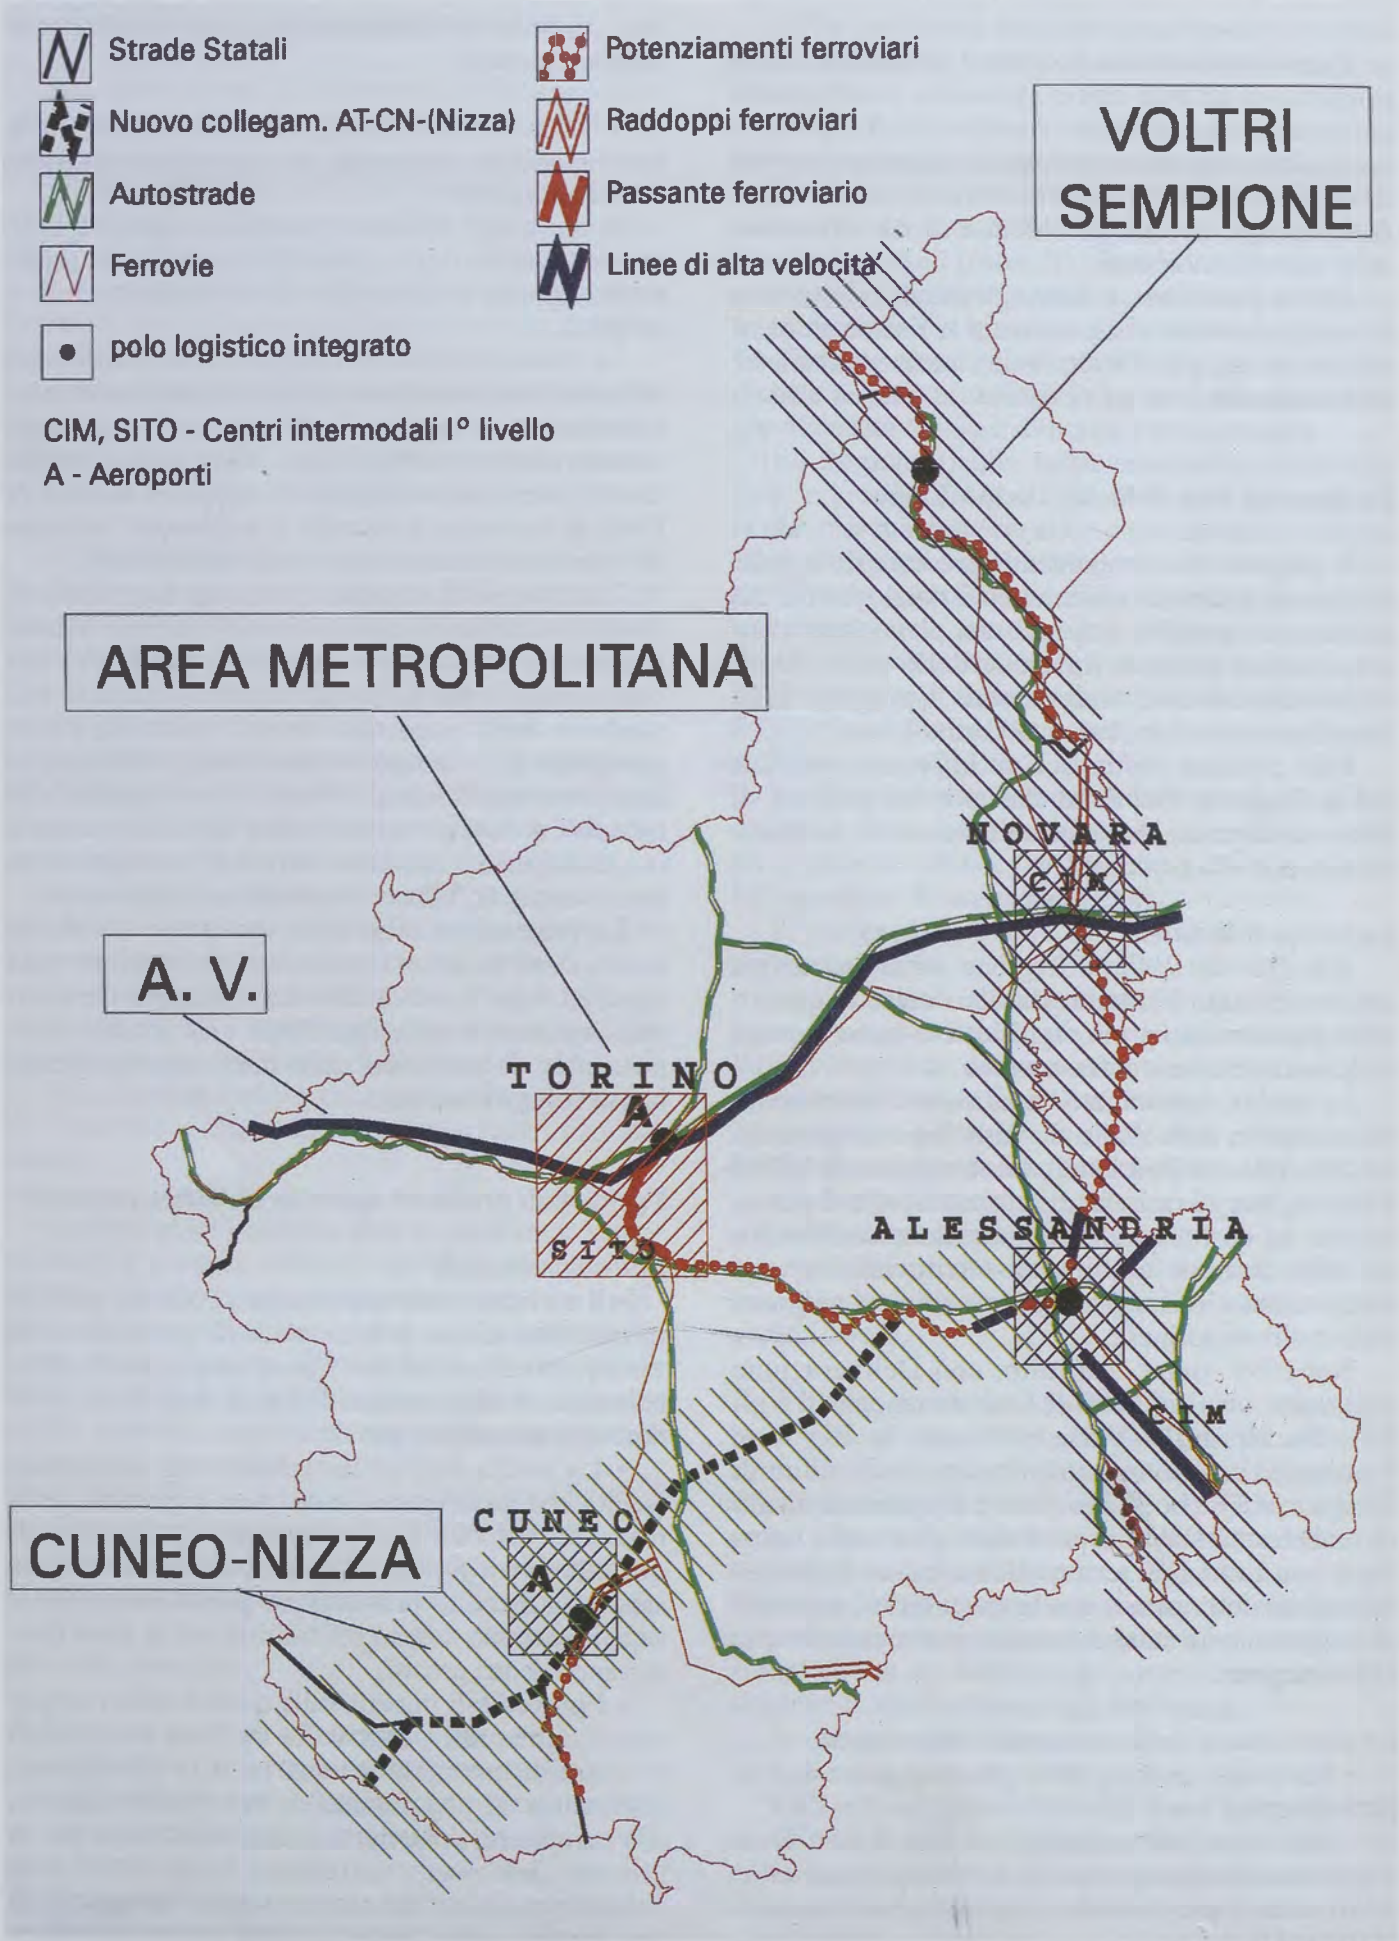 Strade Statali
Nuovo collegam. AT-CN-(Nizza)
Autostrade
Ferrovie
polo logistico integrato
Potenziamenti ferroviari
Raddoppi ferroviari
Passante ferroviario
Linee di alta velocità'
CIM, SITO - Centri intermodali I° livello
A - Aeroporti
VOLTRI
SEMPIONE
AREA METROPOLITANA
NOVARA
CIM
A. V.
TORINO
A
SITO
ALESSANDRIA
CIM
CUNEO
A
CUNEO-NIZZA